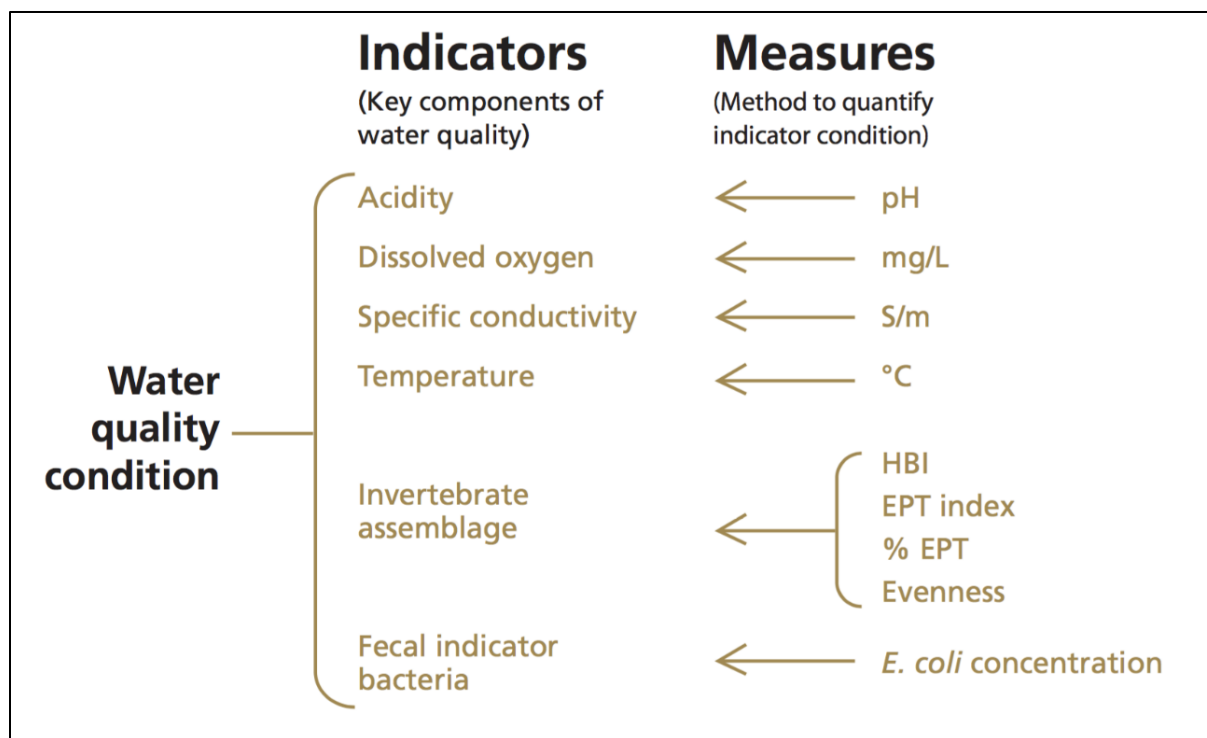 Indicators
(Key components of
water quality)
Measures
(Method to quantify
indicator condition)
Water
quality
condition
Acidity
pH
Dissolved oxygen
mg/L
Specific conductivity
S/m
Temperature
°C
Invertebrate
assemblage
HBI
EPT index
% EPT
Evenness
Fecal indicator
bacteria
E. coli concentration